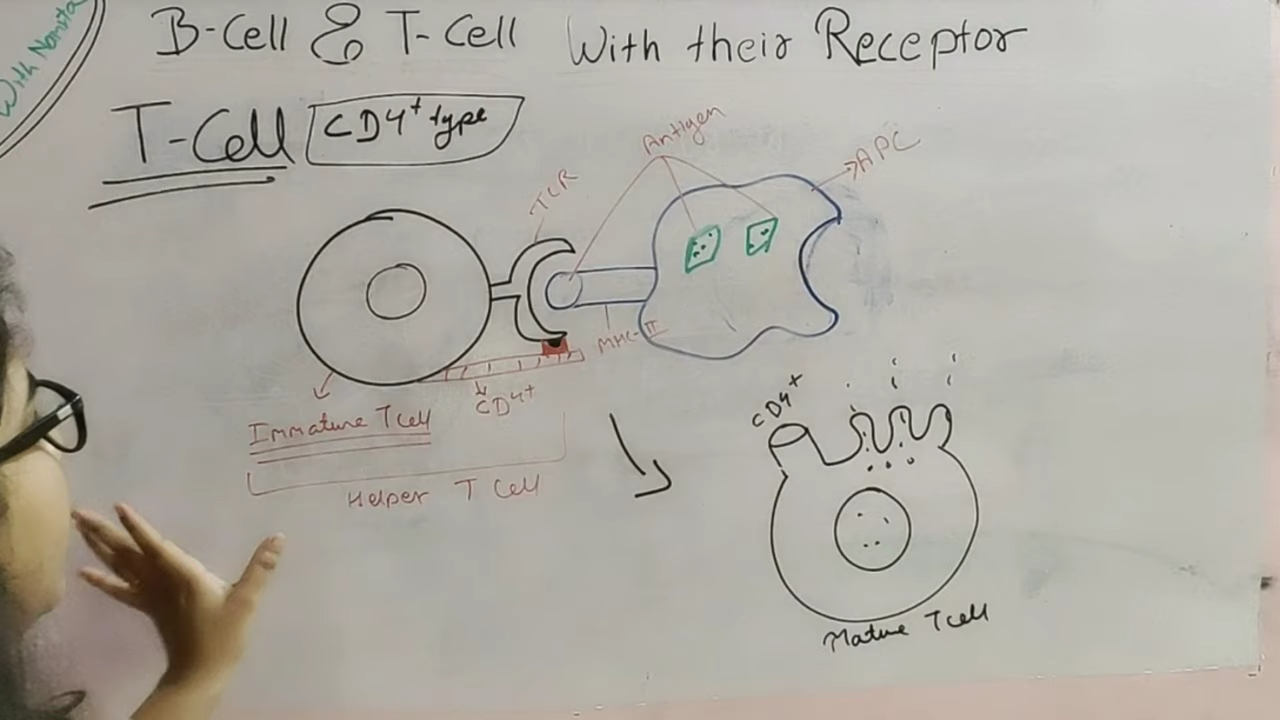 With Namrta
B-Cell & T-Cell With their Receptor
T-Cell CD4+ type
Antigen
APC
TCR
MHC-II
CD4+
Immature T Cell
Helper T Cell
CD4+
Mature T cell